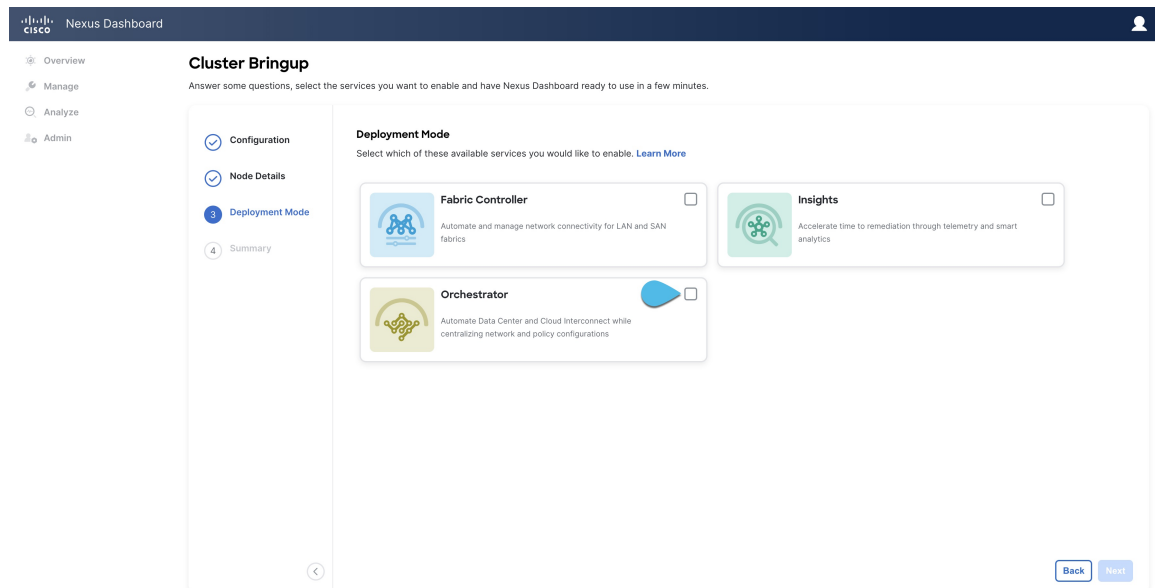 CISCO Nexus Dashboard
Overview
Manage
Analyze
Admin
Cluster Bringup
Answer some questions, select the services you want to enable and have Nexus Dashboard ready to use in a few minutes.
Configuration
Node Details
3 Deployment Mode
4 Summary
Deployment Mode
Select which of these available services you would like to enable. Learn More
Fabric Controller
Automate and manage network connectivity for LAN and SAN
fabrics
Insights
Accelerate time to remediation through telemetry and smart
analytics
Orchestrator
Automate Data Center and Cloud Interconnect while
centralizing network and policy configurations
Back Next